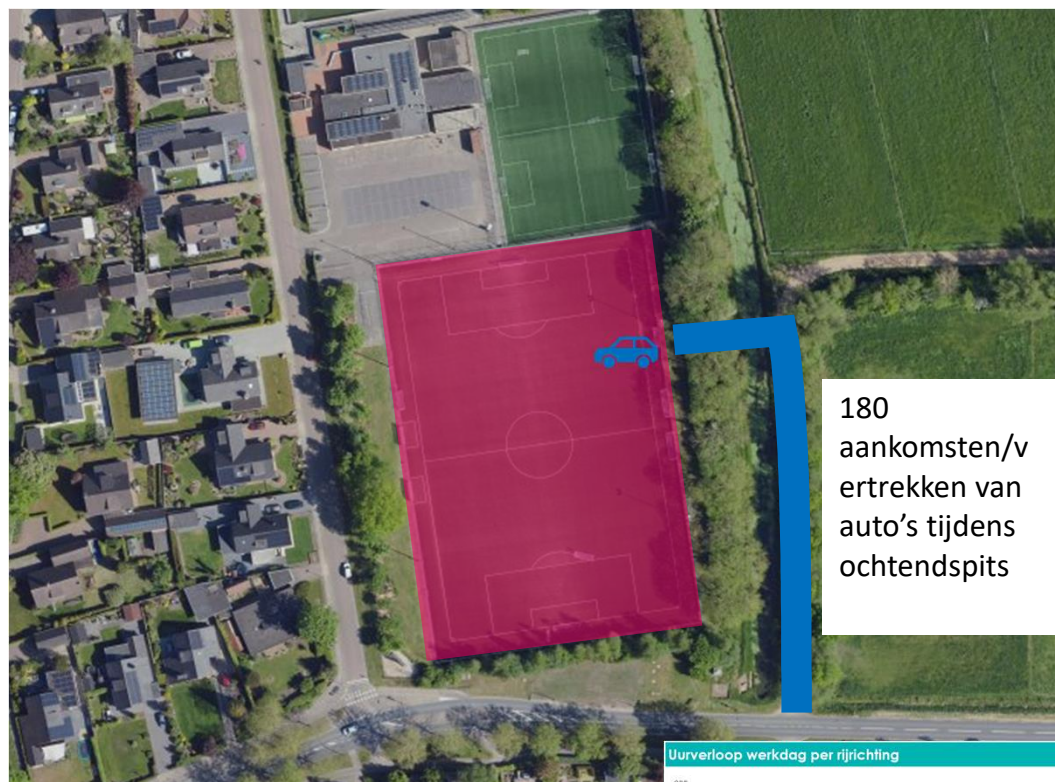 180
aankomsten/v
ertrekken van
auto's tijdens
ochtendspits
Uurverloop werkdag per rijrichting